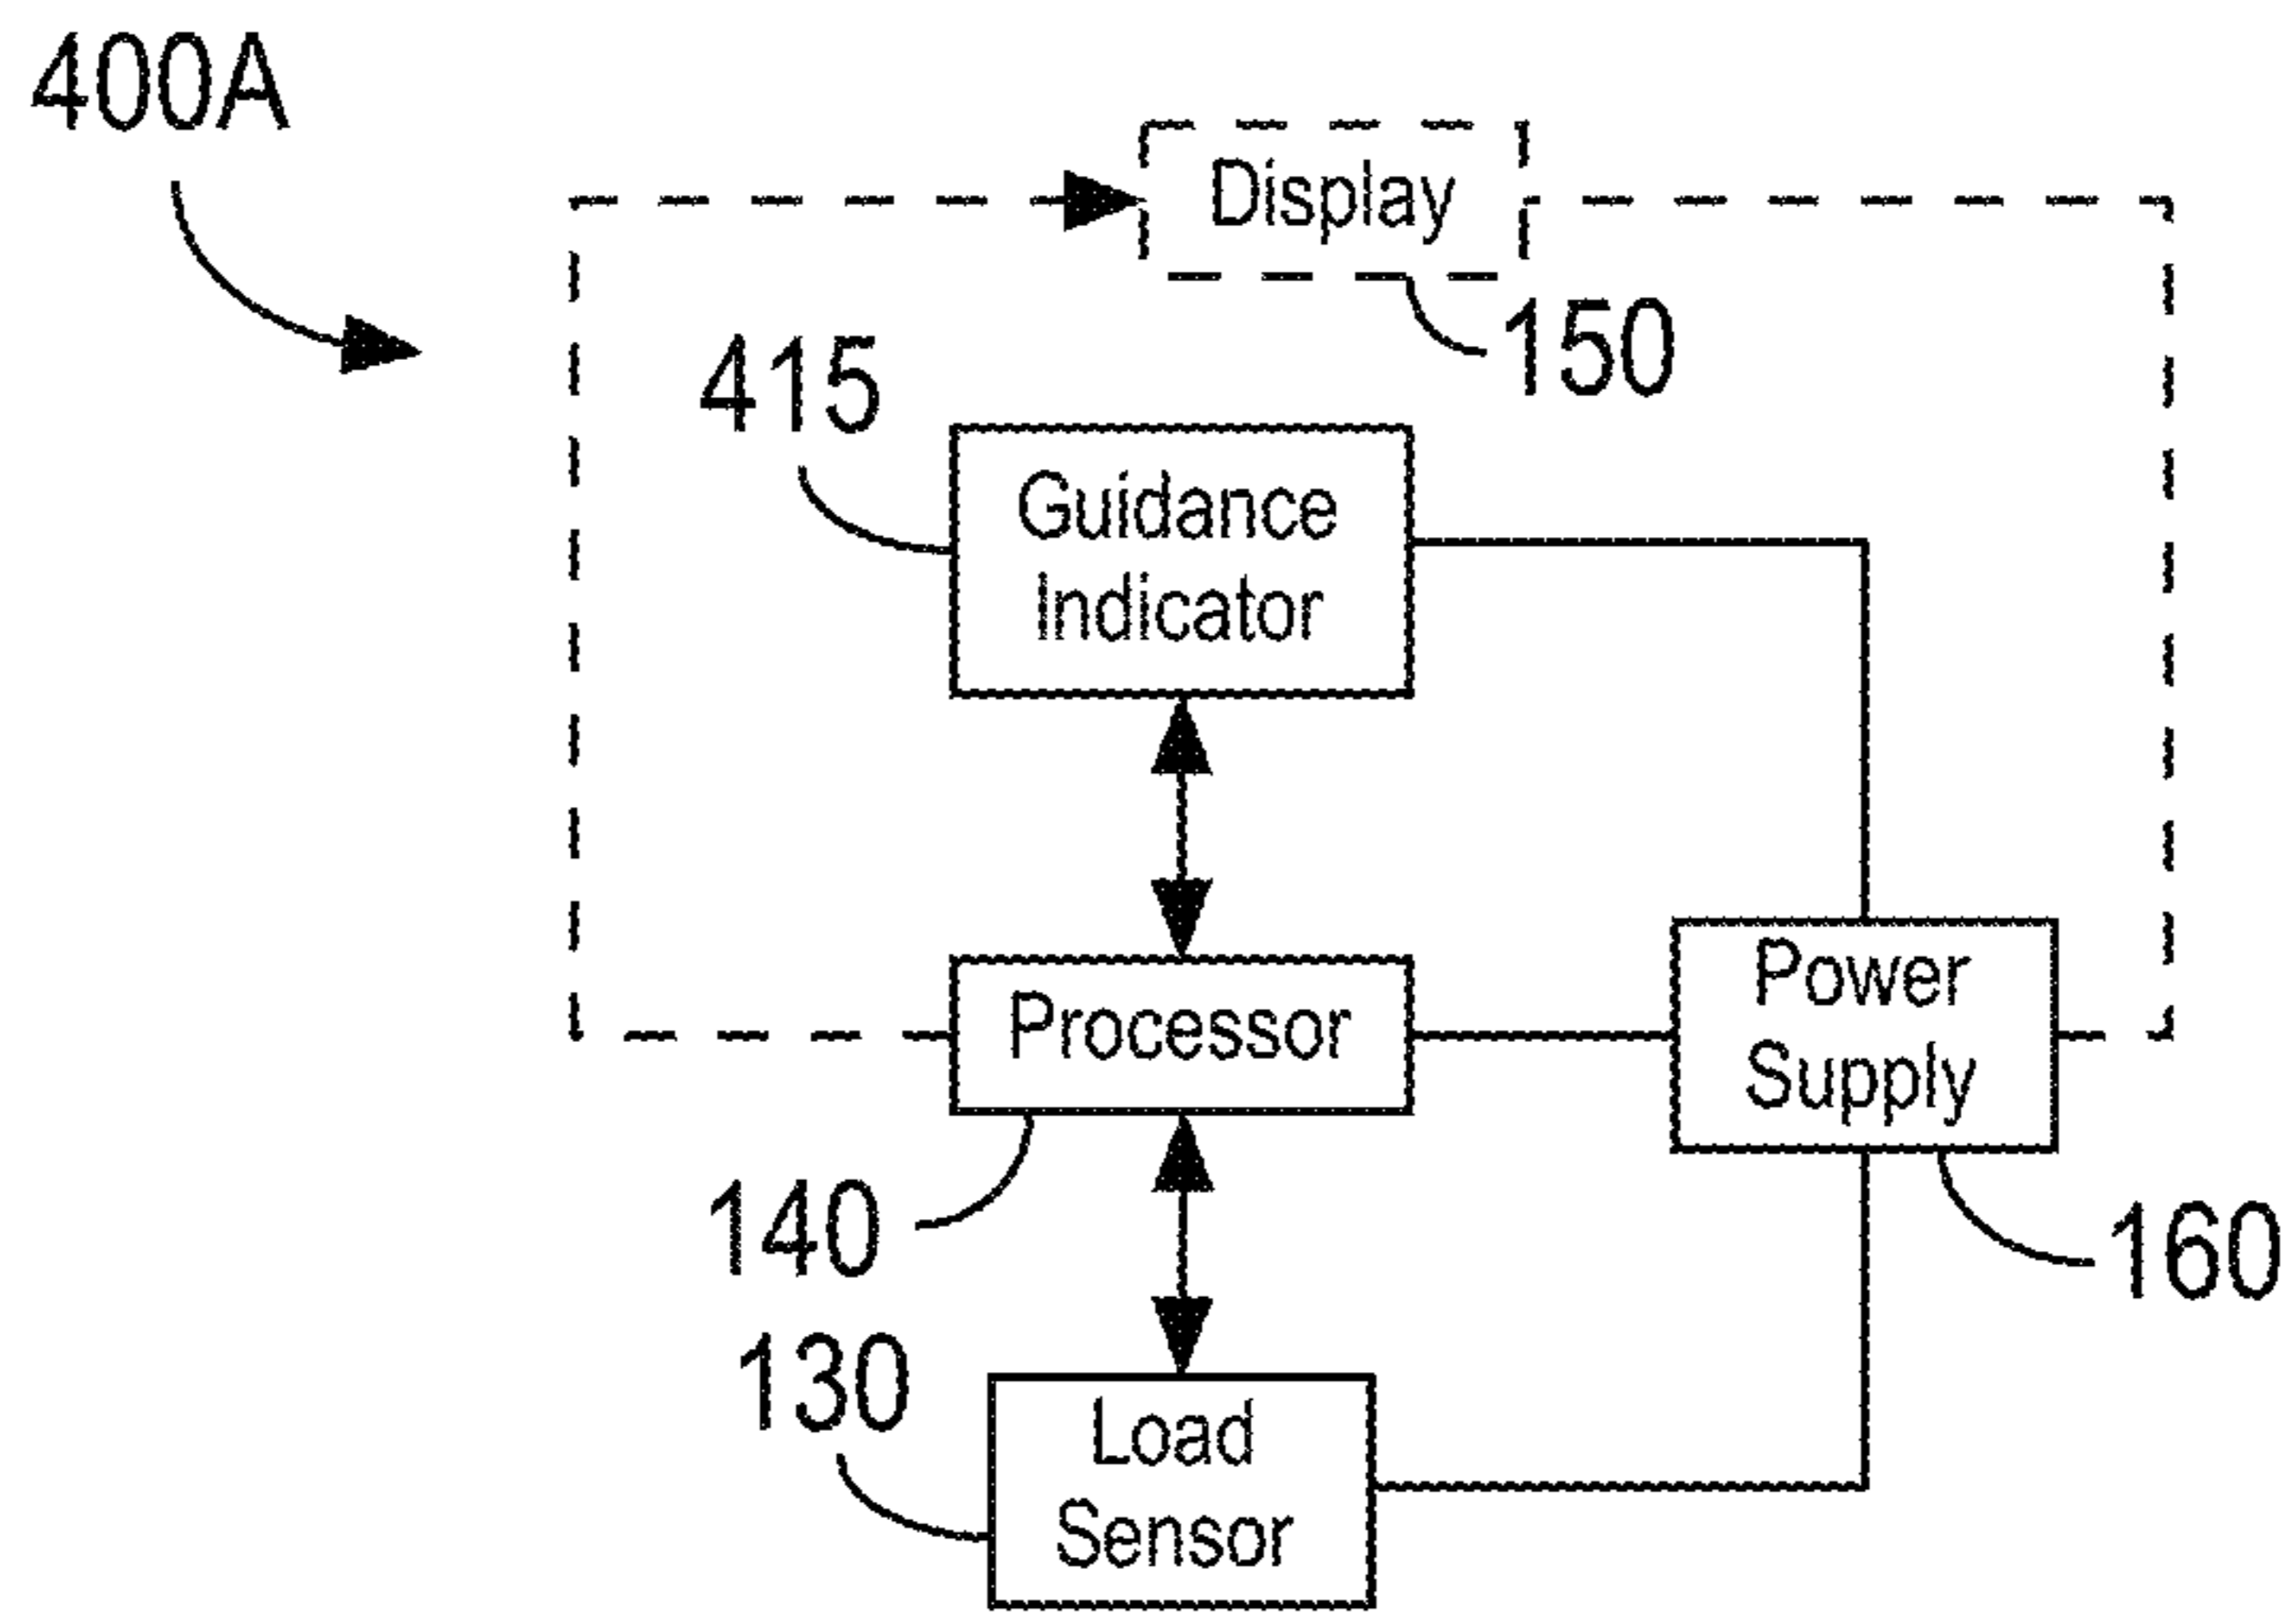 400A
Display
150
415
Guidance
Indicator
Processor
Power
Supply
140
160
130
Load
Sensor